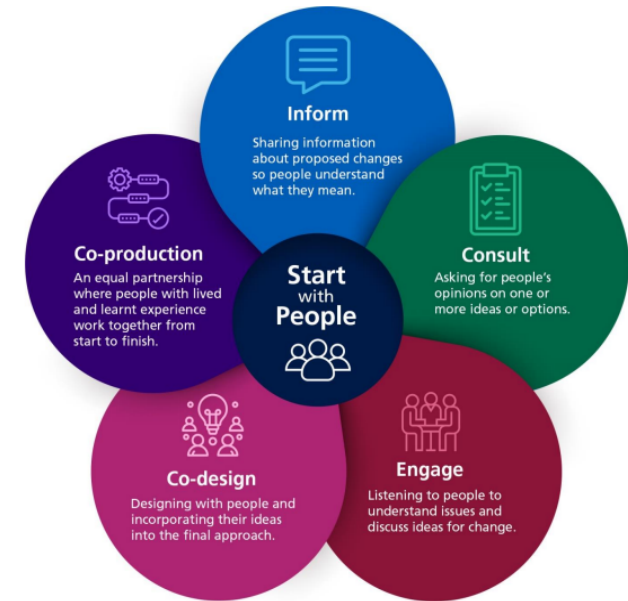 Inform
Sharing information
about proposed changes
so people understand
what they mean.
Consult
Asking for people's
opinions on one or
more ideas or options.
Engage
Listening to people to
understand issues and
discuss ideas for change.
Co-design
Designing with people and
incorporating their ideas
into the final approach.
Co-production
An equal partnership
where people with lived
and learnt experience
work together from
start to finish.
Start
with
People